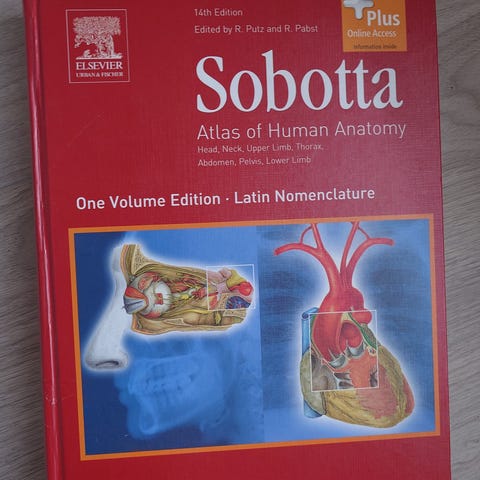 14th Edition
Edited by R. Putz and R. Pabst
Plus
Online Access
information inside
ELSEVIER
URBAN & FISCHER
Sobotta
Atlas of Human Anatomy
Head, Neck, Upper Limb, Thorax,
Abdomen, Pelvis, Lower Limb
One Volume Edition · Latin Nomenclature